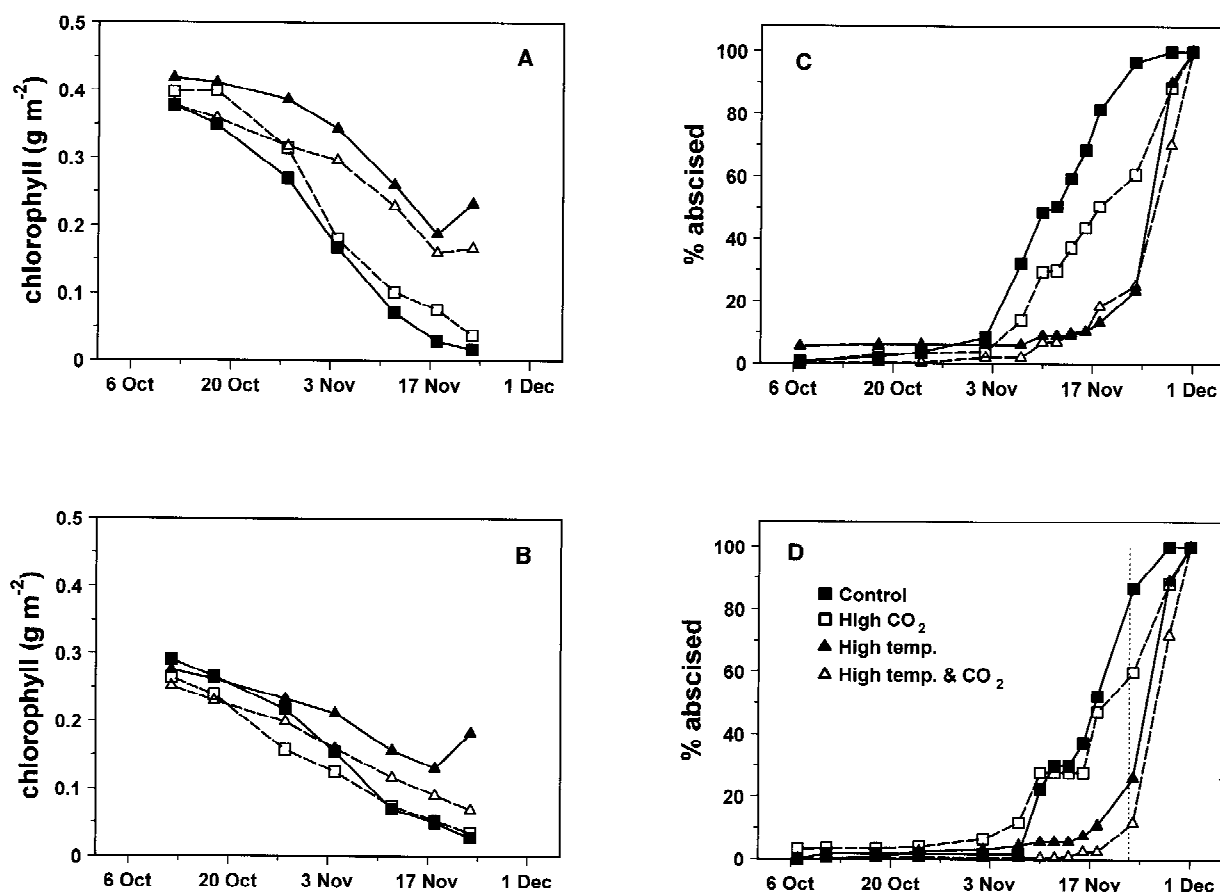 0.5
A
0.4
0.3
0.2
0.1
0
chlorophyll (g m⁻²)
6 Oct 20 Oct 3 Nov 17 Nov 1 Dec
C
100
80
60
40
20
0
% abscised
6 Oct 20 Oct 3 Nov 17 Nov 1 Dec
0.5
B
0.4
0.3
0.2
0.1
0
chlorophyll (g m⁻²)
6 Oct 20 Oct 3 Nov 17 Nov 1 Dec
D
100
80
60
40
20
0
% abscised
Control
High CO₂
High temp.
High temp. & CO₂
6 Oct 20 Oct 3 Nov 17 Nov 1 Dec